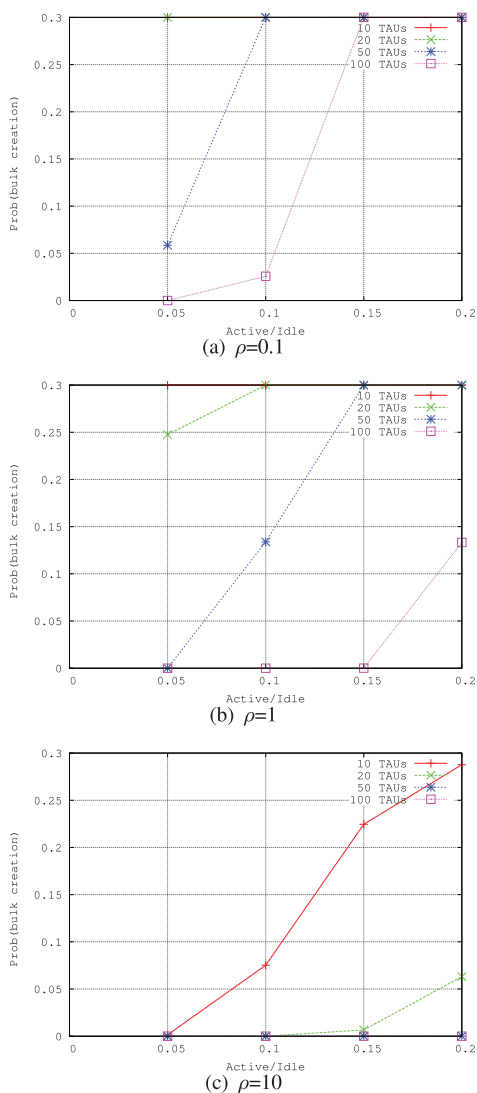 0.3
0.25
0.2
0.15
0.1
0.05
0
Prob(bulk creation)
10 TAUs
20 TAUs
50 TAUs
100 TAUs
0 0.05 0.1 0.15 0.2
Active/Idle
(a) ρ=0.1
0.3
0.25
0.2
0.15
0.1
0.05
0
Prob(bulk creation)
10 TAUs
20 TAUs
50 TAUs
100 TAUs
0 0.05 0.1 0.15 0.2
Active/Idle
(b) ρ=1
0.3
0.25
0.2
0.15
0.1
0.05
0
Prob(bulk creation)
10 TAUs
20 TAUs
50 TAUs
100 TAUs
0 0.05 0.1 0.15 0.2
Active/Idle
(c) ρ=10